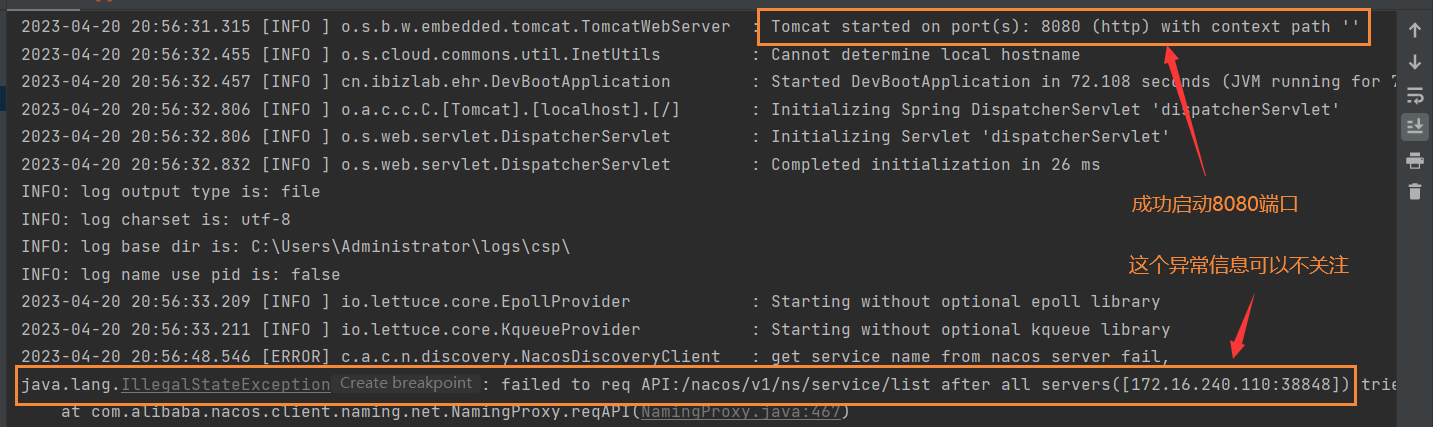 2023-04-20 20:56:31.315 [INFO ] o.s.b.w.embedded.tomcat.TomcatWebServer  : Tomcat started on port(s): 8080 (http) with context path ''
2023-04-20 20:56:32.455 [INFO ] o.s.cloud.commons.util.InetUtils         : Cannot determine local hostname
2023-04-20 20:56:32.457 [INFO ] cn.ibizlab.ehr.DevBootApplication        : Started DevBootApplication in 72.108 seconds (JVM running for 7
2023-04-20 20:56:32.806 [INFO ] o.a.c.c.C.[Tomcat].[localhost].[/]       : Initializing Spring DispatcherServlet 'dispatcherServlet'
2023-04-20 20:56:32.806 [INFO ] o.s.web.servlet.DispatcherServlet        : Initializing Servlet 'dispatcherServlet'
2023-04-20 20:56:32.832 [INFO ] o.s.web.servlet.DispatcherServlet        : Completed initialization in 26 ms
INFO: log output type is: file
成功启动8080端口
INFO: log charset is: utf-8
INFO: log base dir is: C:\Users\Administrator\logs\csp\
这个异常信息可以不关注
INFO: log name use pid is: false
2023-04-20 20:56:33.209 [INFO ] io.lettuce.core.EpollProvider            : Starting without optional epoll library
2023-04-20 20:56:33.211 [INFO ] io.lettuce.core.KqueueProvider           : Starting without optional kqueue library
2023-04-20 20:56:48.546 [ERROR] c.a.c.n.discovery.NacosDiscoveryClient   : get service name from nacos server fail,
java.lang.IllegalStateException Create breakpoint : failed to req API:/nacos/v1/ns/service/list after all servers([172.16.240.110:38848]) trie
at com.alibaba.nacos.client.naming.net.NamingProxy.reqAPI(NamingProxy.java:467)